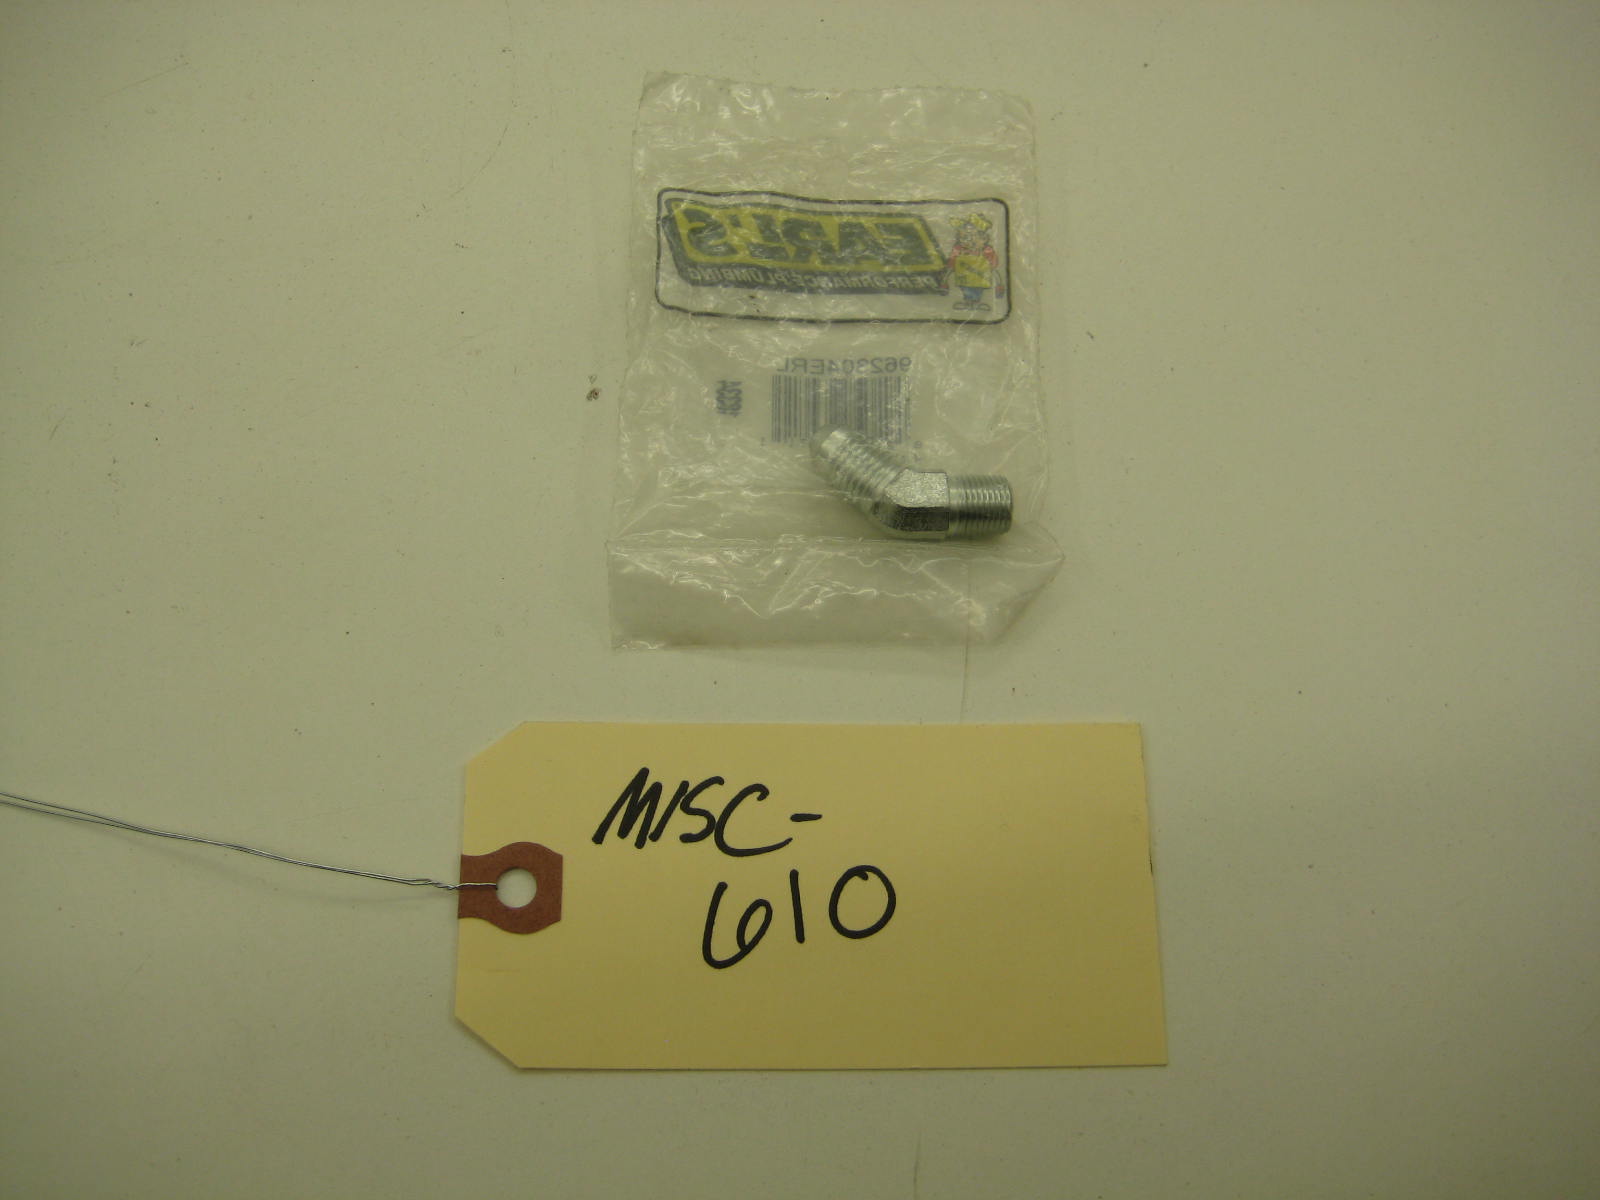 EARL'S
PERFORMANCE PLUMBING
962304ERL
MISC-
610